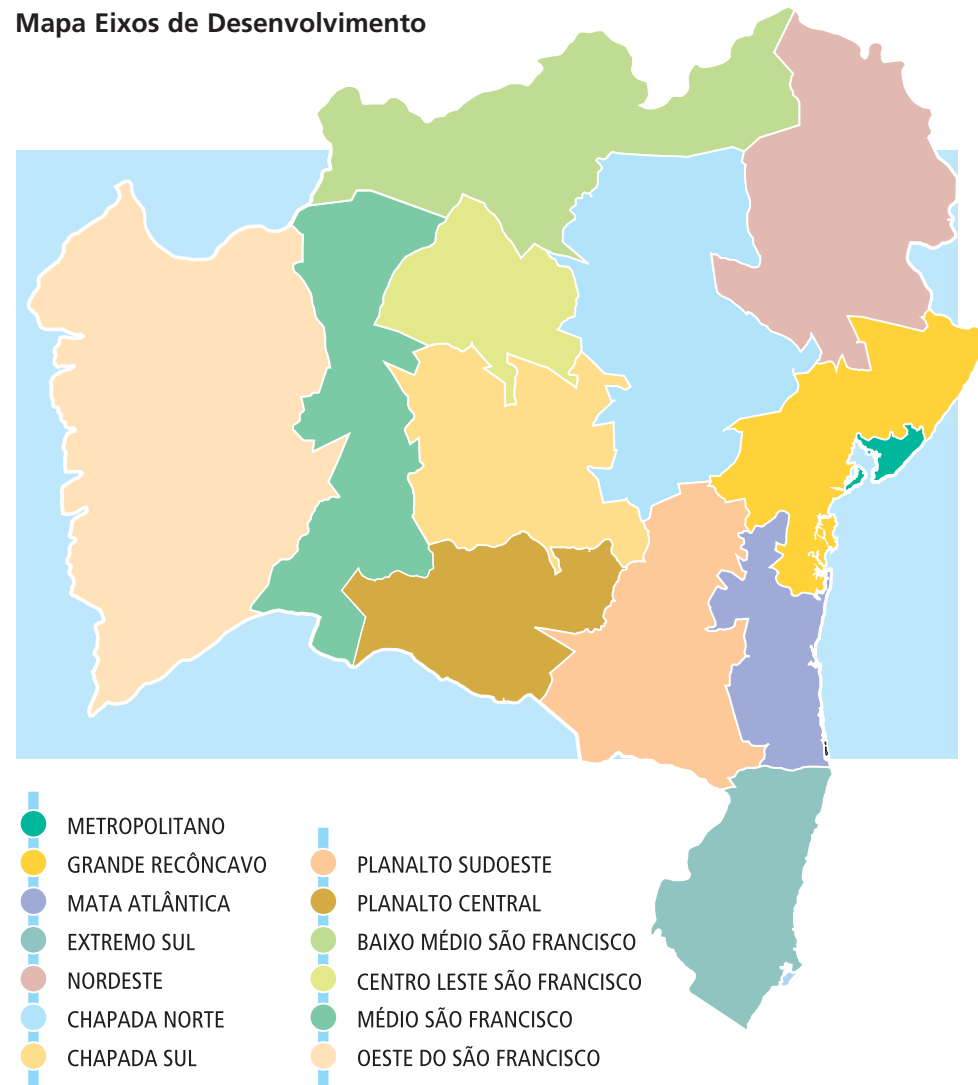 Mapa Eixos de Desenvolvimento
METROPOLITANO
GRANDE RECÔNCAVO
MATA ATLÂNTICA
EXTREMO SUL
NORDESTE
CHAPADA NORTE
CHAPADA SUL
PLANALTO SUDOESTE
PLANALTO CENTRAL
BAIXO MÉDIO SÃO FRANCISCO
CENTRO LESTE SÃO FRANCISCO
MÉDIO SÃO FRANCISCO
OESTE DO SÃO FRANCISCO